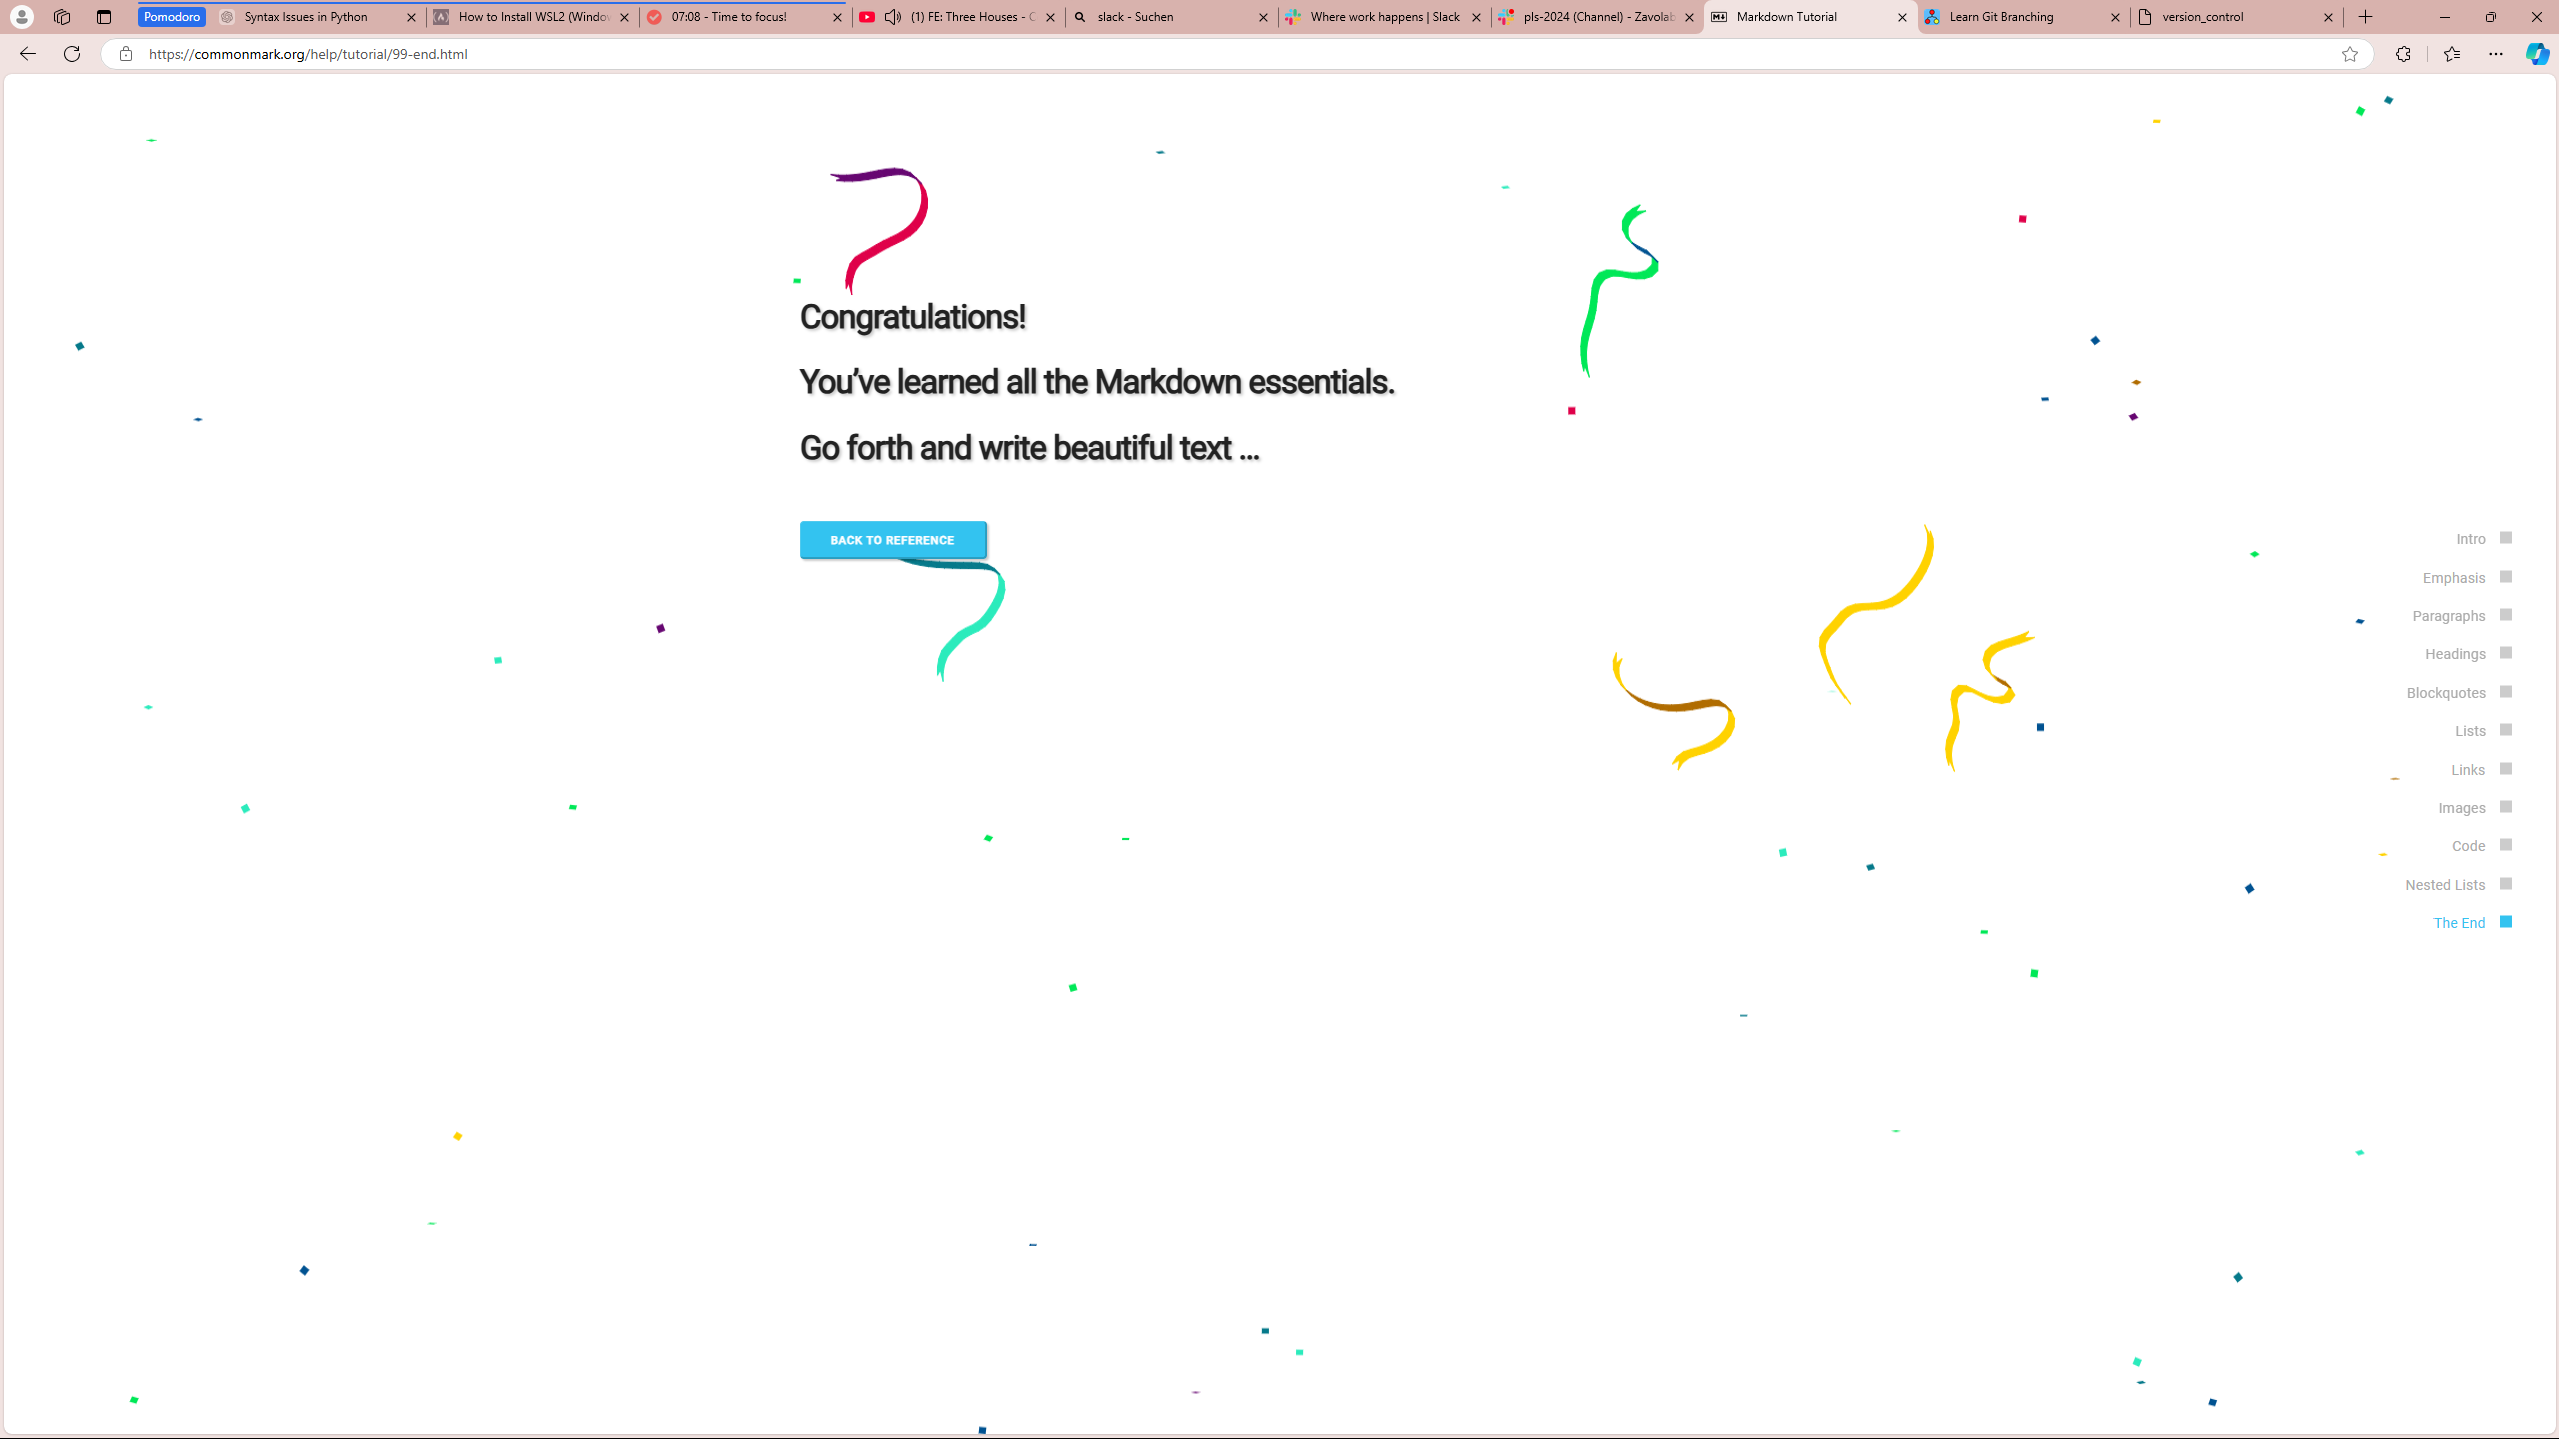 Pomodoro
Syntax Issues in Python
How to Install WSL2 (Windo
07:08 - Time to focus!
(1) FE: Three Houses - C
slack - Suchen
Where work happens | Slack
pls-2024 (Channel) - Zavolab
Markdown Tutorial
Learn Git Branching
version_control
https://commonmark.org/help/tutorial/99-end.html
Congratulations!
You’ve learned all the Markdown essentials.
Go forth and write beautiful text …
BACK TO REFERENCE
Intro
Emphasis
Paragraphs
Headings
Blockquotes
Lists
Links
Images
Code
Nested Lists
The End